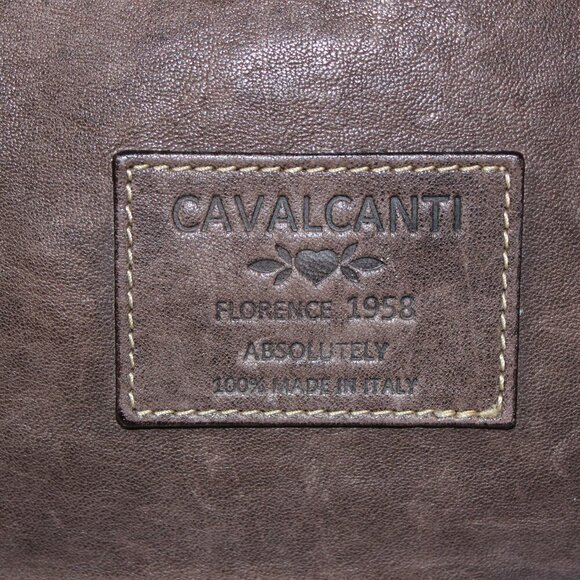 CAVALCANTI
FLORENCE 1958
ABSOLUTELY
100% MADE IN ITALY